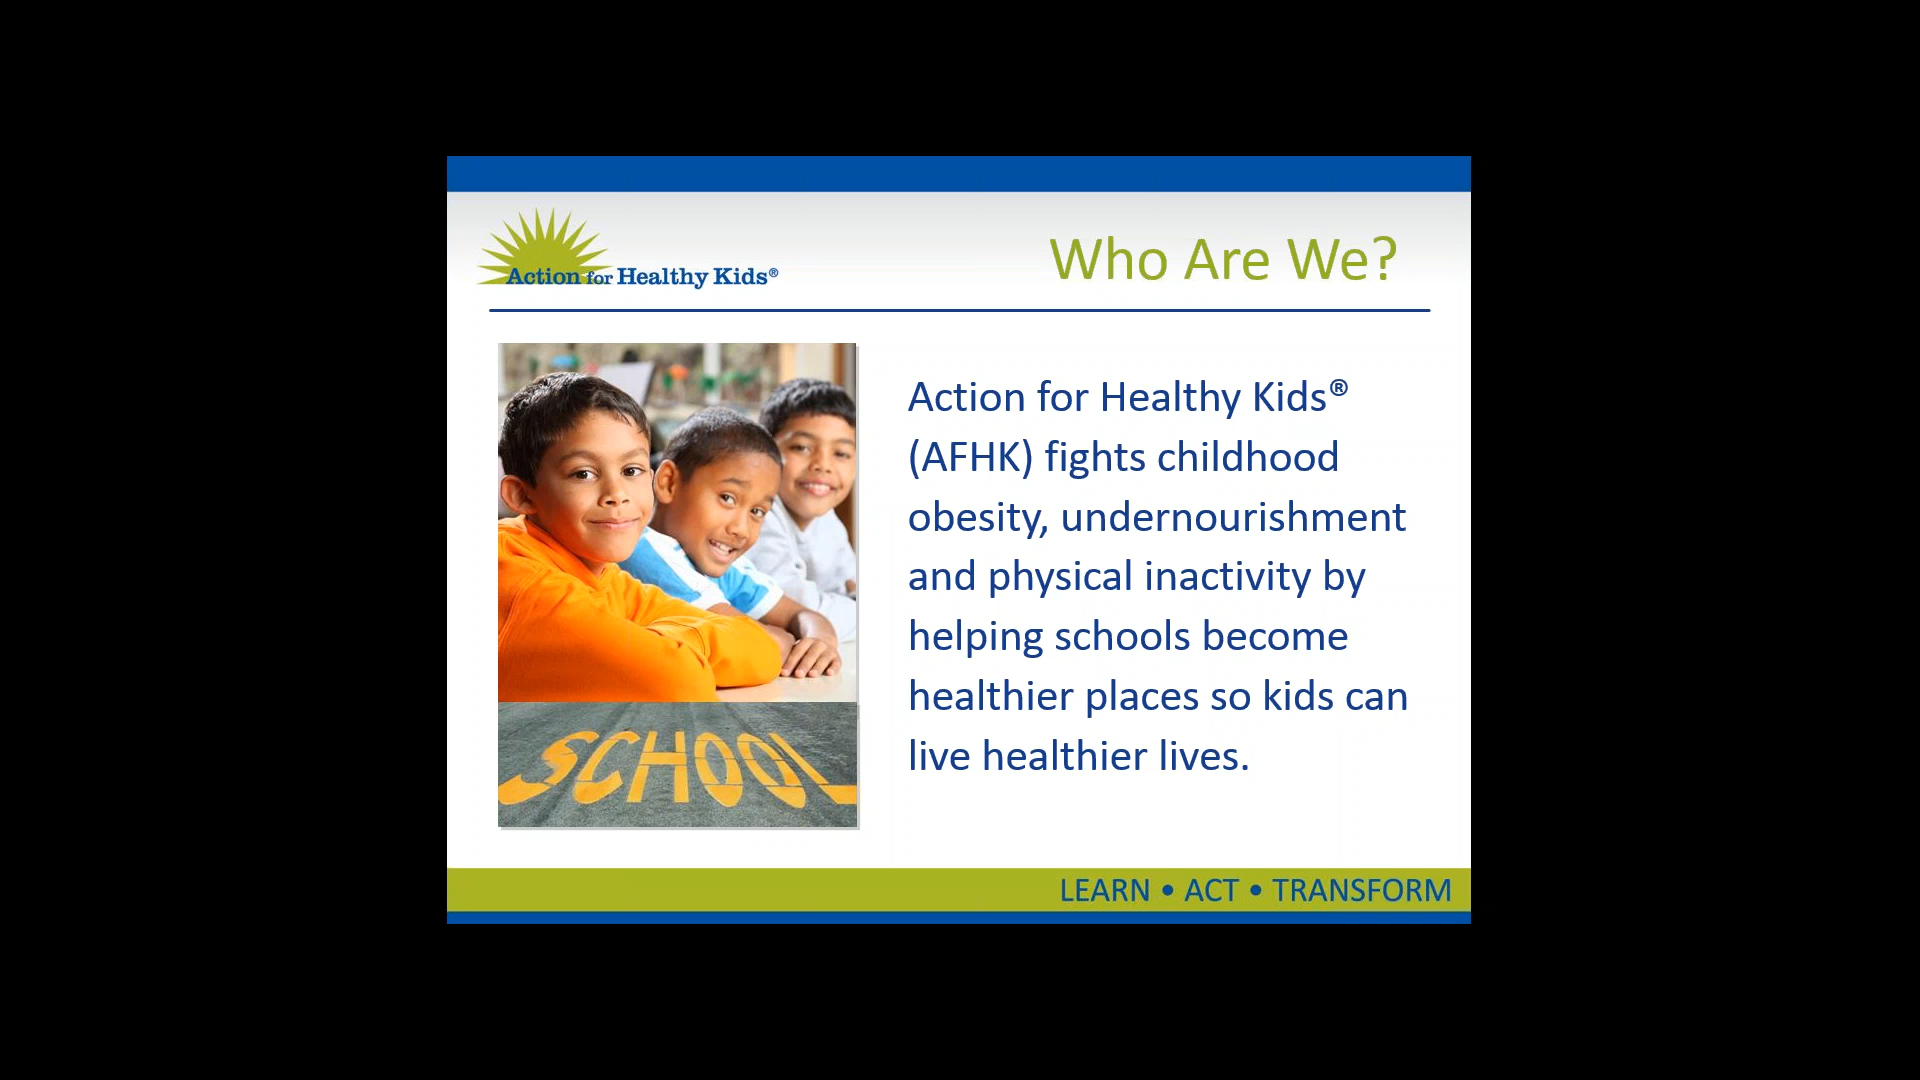 Action for Healthy Kids®
Who Are We?
Action for Healthy Kids®
(AFHK) fights childhood
obesity, undernourishment
and physical inactivity by
helping schools become
healthier places so kids can
live healthier lives.
SCHOOL
LEARN • ACT • TRANSFORM